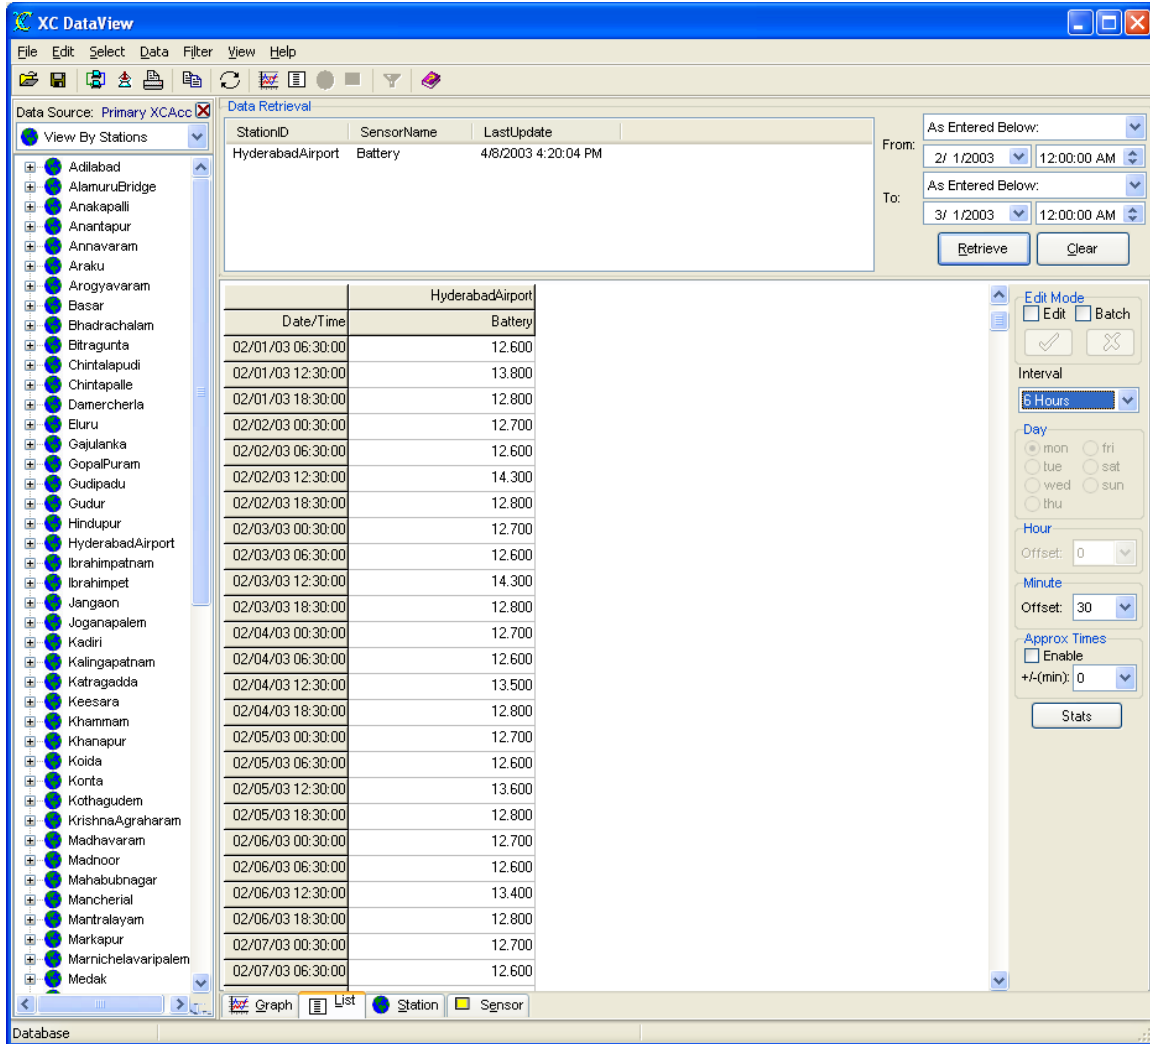 XC DataView
File Edit Select Data Filter View Help
Data Source: Primary XCAcc
View By Stations
Adilabad
AlamuruBridge
Anakapalli
Anantapur
Annavaram
Araku
Arogyavaram
Basar
Bhadrachalam
Bitragunta
Chintalapudi
Chintapalle
Damercherla
Eluru
Gajulanka
GopalPuram
Gudipadu
Gudur
Hindupur
HyderabadAirport
Ibrahimpatnam
Ibrahimpet
Jangaon
Joganapalem
Kadiri
Kalingapatnam
Katragadda
Keesara
Khammam
Khanapur
Koida
Konta
Kothagudem
KrishnaAgraharam
Madhavaram
Madnoor
Mahabubnagar
Mancherial
Mantralayam
Markapur
Marnichelavaripalem
Medak
Data Retrieval
StationID SensorName LastUpdate
HyderabadAirport Battery 4/8/2003 4:20:04 PM
From:
As Entered Below:
2/ 1/2003 12:00:00 AM
To:
As Entered Below:
3/ 1/2003 12:00:00 AM
Retrieve Clear
HyderabadAirport
Date/Time Battery
02/01/03 06:30:00 12.600
02/01/03 12:30:00 13.800
02/01/03 18:30:00 12.800
02/02/03 00:30:00 12.700
02/02/03 06:30:00 12.600
02/02/03 12:30:00 14.300
02/02/03 18:30:00 12.800
02/03/03 00:30:00 12.700
02/03/03 06:30:00 12.600
02/03/03 12:30:00 14.300
02/03/03 18:30:00 12.800
02/04/03 00:30:00 12.700
02/04/03 06:30:00 12.600
02/04/03 12:30:00 13.500
02/04/03 18:30:00 12.800
02/05/03 00:30:00 12.700
02/05/03 06:30:00 12.600
02/05/03 12:30:00 13.600
02/05/03 18:30:00 12.800
02/06/03 00:30:00 12.700
02/06/03 06:30:00 12.600
02/06/03 12:30:00 13.400
02/06/03 18:30:00 12.800
02/07/03 00:30:00 12.700
02/07/03 06:30:00 12.600
Edit Mode
Edit Batch
Interval
6 Hours
Day
mon fri
tue sat
wed sun
thu
Hour
Offset: 0
Minute
Offset: 30
Approx Times
Enable
+/-(min): 0
Stats
Graph List Station Sensor
Database